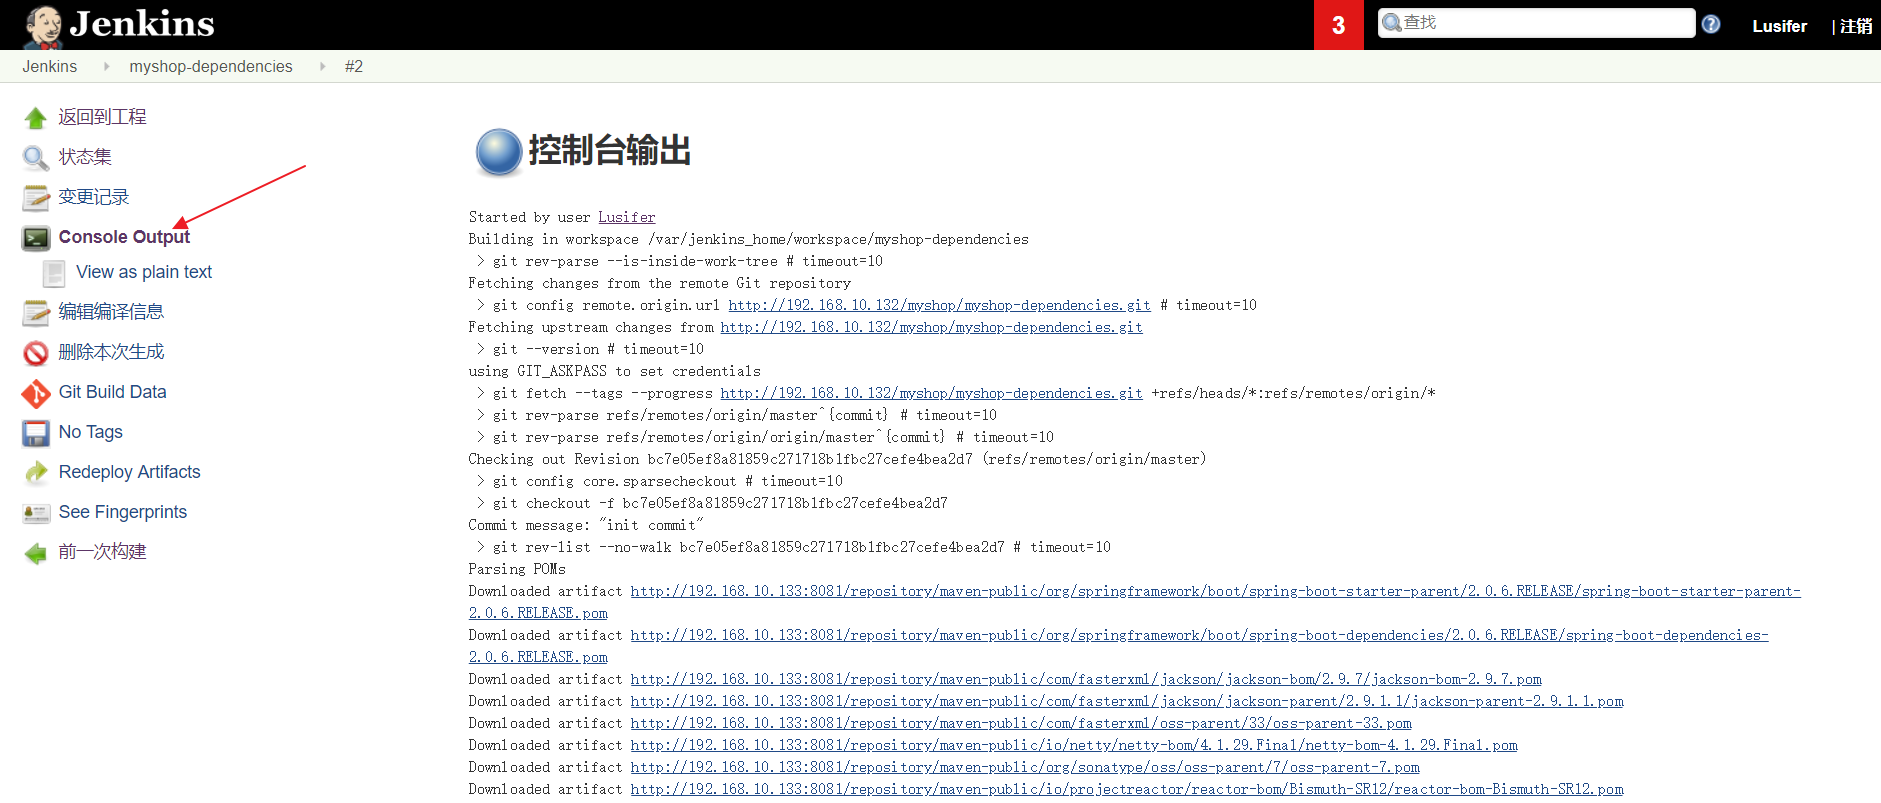 Jenkins
3
查找
Lusifer
| 注销
Jenkins
myshop-dependencies
#2
返回到工程
状态集
变更记录
Console Output
View as plain text
编辑编译信息
删除本次生成
Git Build Data
No Tags
Redeploy Artifacts
See Fingerprints
前一次构建
控制台输出
Started by user Lusifer
Building in workspace /var/jenkins_home/workspace/myshop-dependencies
> git rev-parse --is-inside-work-tree # timeout=10
Fetching changes from the remote Git repository
> git config remote.origin.url http://192.168.10.132/myshop/myshop-dependencies.git # timeout=10
Fetching upstream changes from http://192.168.10.132/myshop/myshop-dependencies.git
> git --version # timeout=10
using GIT_ASKPASS to set credentials
> git fetch --tags --progress http://192.168.10.132/myshop/myshop-dependencies.git +refs/heads/*:refs/remotes/origin/*
> git rev-parse refs/remotes/origin/master^{commit} # timeout=10
> git rev-parse refs/remotes/origin/origin/master^{commit} # timeout=10
Checking out Revision bc7e05ef8a81859c271718b1fbc27cefe4bea2d7 (refs/remotes/origin/master)
> git config core.sparsecheckout # timeout=10
> git checkout -f bc7e05ef8a81859c271718b1fbc27cefe4bea2d7
Commit message: "init commit"
> git rev-list --no-walk bc7e05ef8a81859c271718b1fbc27cefe4bea2d7 # timeout=10
Parsing POMs
Downloaded artifact http://192.168.10.133:8081/repository/maven-public/org/springframework/boot/spring-boot-starter-parent/2.0.6.RELEASE/spring-boot-starter-parent-
2.0.6.RELEASE.pom
Downloaded artifact http://192.168.10.133:8081/repository/maven-public/org/springframework/boot/spring-boot-dependencies/2.0.6.RELEASE/spring-boot-dependencies-
2.0.6.RELEASE.pom
Downloaded artifact http://192.168.10.133:8081/repository/maven-public/com/fasterxml/jackson/jackson-bom/2.9.7/jackson-bom-2.9.7.pom
Downloaded artifact http://192.168.10.133:8081/repository/maven-public/com/fasterxml/jackson/jackson-parent/2.9.1.1/jackson-parent-2.9.1.1.pom
Downloaded artifact http://192.168.10.133:8081/repository/maven-public/com/fasterxml/oss-parent/33/oss-parent-33.pom
Downloaded artifact http://192.168.10.133:8081/repository/maven-public/io/netty/netty-bom/4.1.29.Final/netty-bom-4.1.29.Final.pom
Downloaded artifact http://192.168.10.133:8081/repository/maven-public/org/sonatype/oss/oss-parent/7/oss-parent-7.pom
Downloaded artifact http://192.168.10.133:8081/repository/maven-public/io/projectreactor/reactor-bom/Bismuth-SR12/reactor-bom-Bismuth-SR12.pom